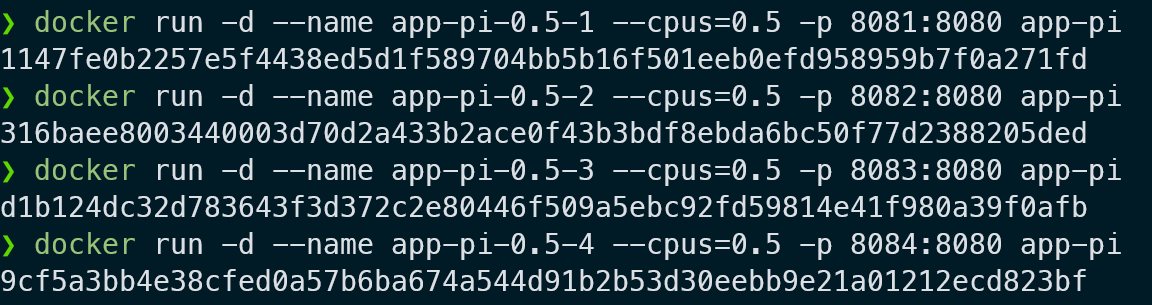 ❯ docker run -d --name app-pi-0.5-1 --cpus=0.5 -p 8081:8080 app-pi
1147fe0b2257e5f4438ed5d1f589704bb5b16f501eeb0efd958959b7f0a271fd
❯ docker run -d --name app-pi-0.5-2 --cpus=0.5 -p 8082:8080 app-pi
316baee8003440003d70d2a433b2ace0f43b3bdf8ebda6bc50f77d2388205ded
❯ docker run -d --name app-pi-0.5-3 --cpus=0.5 -p 8083:8080 app-pi
d1b124dc32d783643f3d372c2e80446f509a5ebc92fd59814e41f980a39f0afb
❯ docker run -d --name app-pi-0.5-4 --cpus=0.5 -p 8084:8080 app-pi
9cf5a3bb4e38cfed0a57b6ba674a544d91b2b53d30eebb9e21a01212ecd823bf